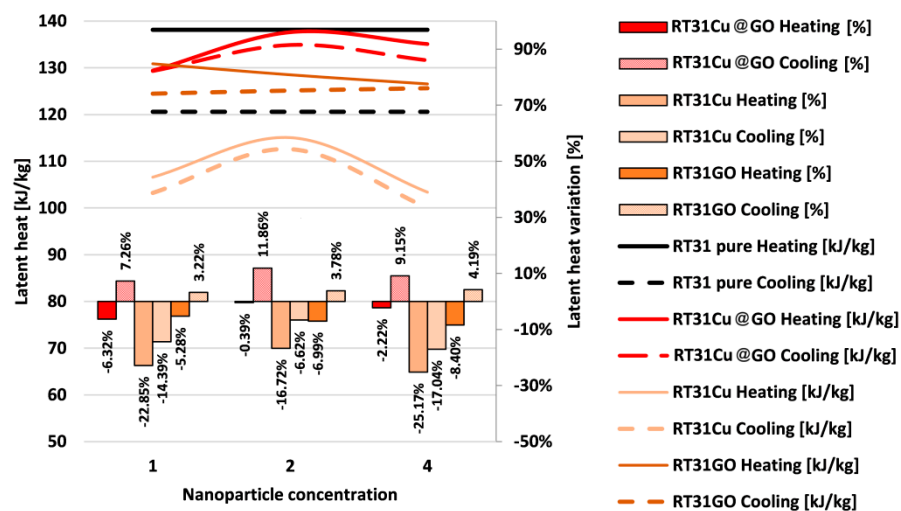 140
130
120
110
100
90
80
70
60
50
Latent heat [kJ/kg]
90%
70%
50%
30%
10%
-10%
-30%
-50%
Latent heat variation [%]
-6.32%
7.26%
-22.85%
-14.39%
-5.28%
3.22%
-0.39%
11.86%
-16.72%
-6.62%
-6.99%
3.78%
-2.22%
9.15%
-25.17%
-17.04%
-8.40%
4.19%
1
2
4
Nanoparticle concentration
RT31Cu@GO Heating [%]
RT31Cu@GO Cooling [%]
RT31Cu Heating [%]
RT31Cu Cooling [%]
RT31GO Heating [%]
RT31GO Cooling [%]
RT31 pure Heating [kJ/kg]
RT31 pure Cooling [kJ/kg]
RT31Cu@GO Heating [kJ/kg]
RT31Cu@GO Cooling [kJ/kg]
RT31Cu Heating [kJ/kg]
RT31Cu Cooling [kJ/kg]
RT31GO Heating [kJ/kg]
RT31GO Cooling [kJ/kg]